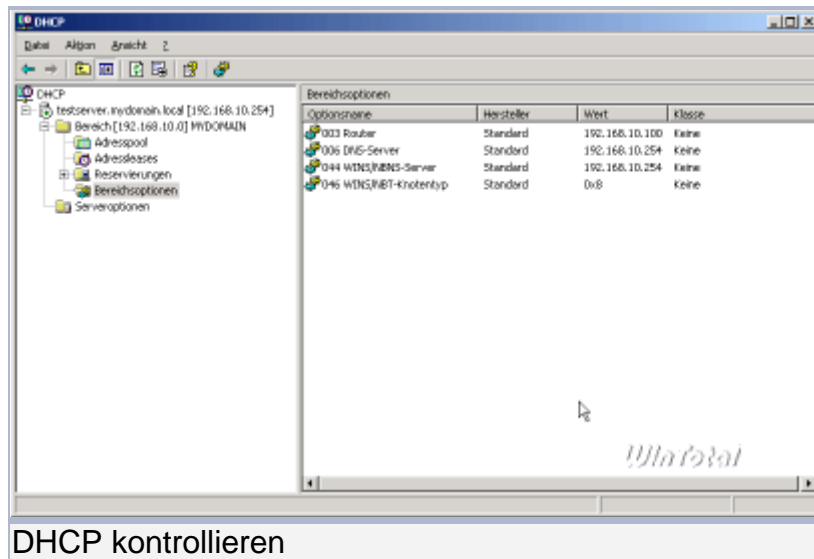 DHCP
Datei Aktion Ansicht ?
DHCP
testserver.mydomain.local [192.168.10.254]
Bereich [192.168.10.0] MYDOMAIN
Adresspool
Adressleases
Reservierungen
Bereichsoptionen
Serveroptionen
Bereichsoptionen
Optionsname Hersteller Wert Klasse
003 Router Standard 192.168.10.100 Keine
006 DNS-Server Standard 192.168.10.254 Keine
044 WINS/NBNS-Server Standard 192.168.10.254 Keine
046 WINS/NBT-Knotentyp Standard 0x8 Keine
WinTotal
DHCP kontrollieren